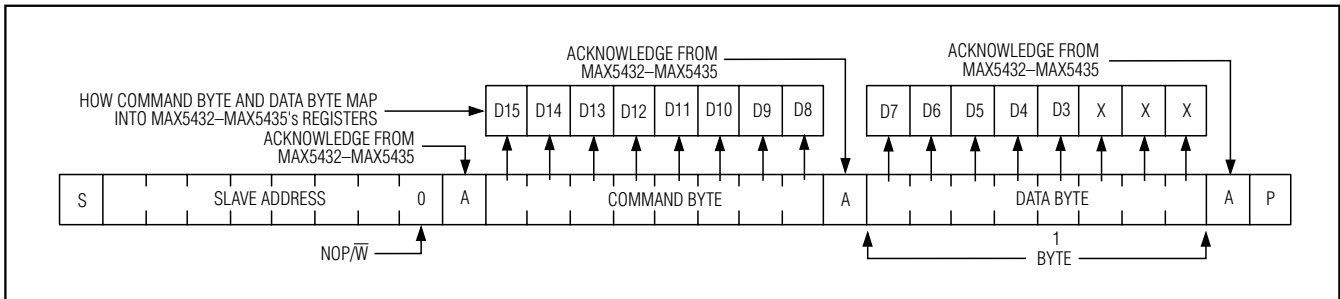 ACKNOWLEDGE FROM
MAX5432–MAX5435
ACKNOWLEDGE FROM
MAX5432–MAX5435
HOW COMMAND BYTE AND DATA BYTE MAP
INTO MAX5432–MAX5435's REGISTERS
D15 D14 D13 D12 D11 D10 D9 D8
D7 D6 D5 D4 D3 X X X
ACKNOWLEDGE FROM
MAX5432–MAX5435
S SLAVE ADDRESS 0 A COMMAND BYTE A DATA BYTE A P
NOP/W̅
1
BYTE